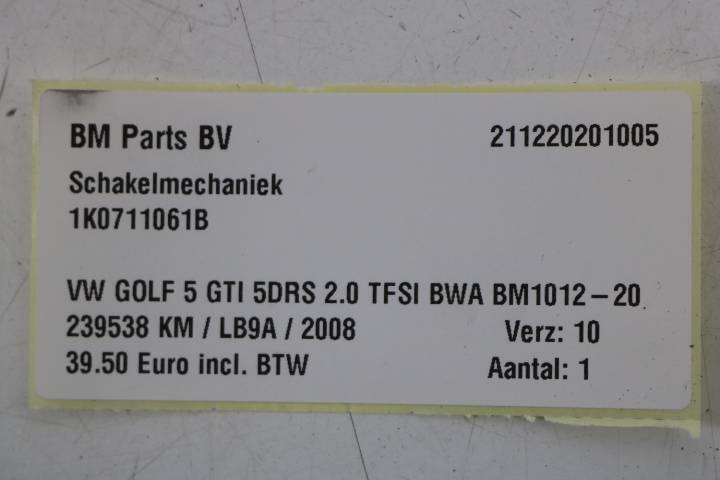 BM Parts BV 211220201005
Schakelmechaniek
1K0711061B
VW GOLF 5 GTI 5DRS 2.0 TFSI BWA BM1012-20
239538 KM / LB9A / 2008 Verz: 10
39.50 Euro incl. BTW Aantal: 1